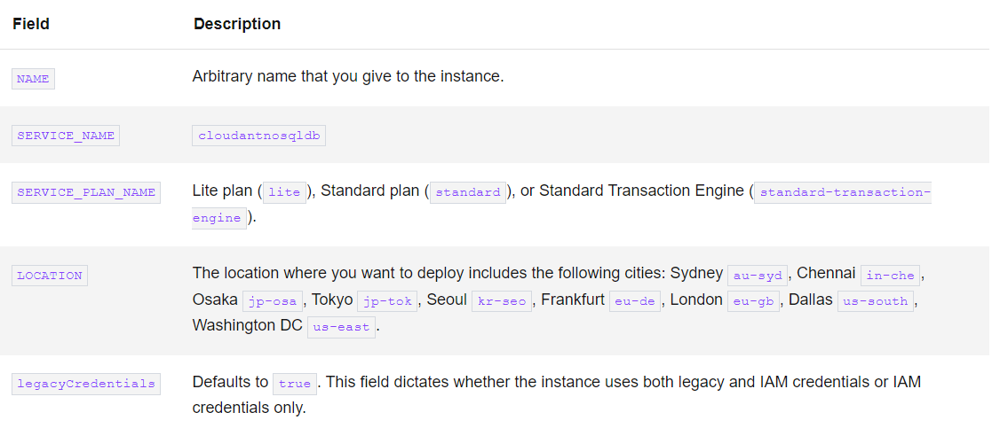 Field Description
NAME Arbitrary name that you give to the instance.
SERVICE_NAME cloudantnosqldb
SERVICE_PLAN_NAME Lite plan ( lite ), Standard plan ( standard ), or Standard Transaction Engine ( standard-transaction-
engine ).
LOCATION The location where you want to deploy includes the following cities: Sydney au-syd , Chennai in-che ,
Osaka jp-osa , Tokyo jp-tok , Seoul kr-seo , Frankfurt eu-de , London eu-gb , Dallas us-south ,
Washington DC us-east .
legacyCredentials Defaults to true . This field dictates whether the instance uses both legacy and IAM credentials or IAM
credentials only.